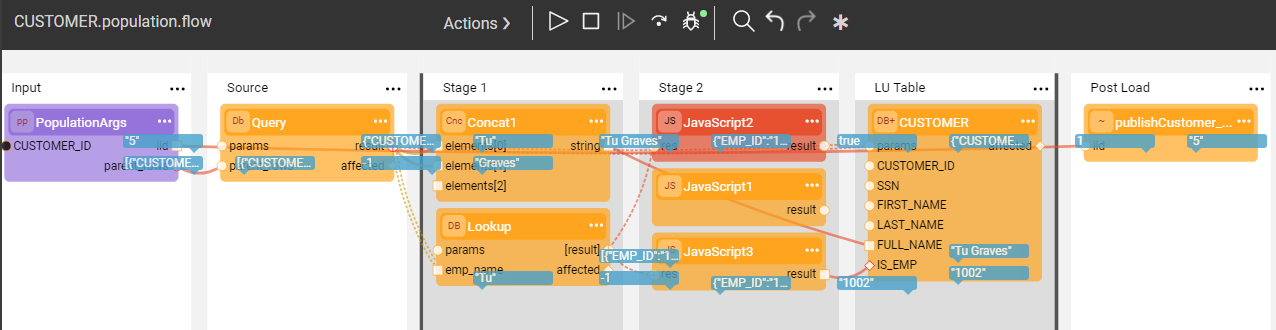 CUSTOMER.population.flow
Actions
Input
Source
Stage 1
Stage 2
LU Table
Post Load
pp PopulationArgs
Db Query
Cnc Concat1
JS JavaScript2
DB+ CUSTOMER
~ publishCustomer_...
CUSTOMER_ID
"5"
iid
params
result
{"CUSTOME...
elements[0]
"Tu"
string
"Tu Graves"
res
{"EMP_ID":"1...
result
true
params
{"CUSTOME...
affected
1
iid
"5"
[{"CUSTOME...
[{"CUSTOME...
affected
-1
"Graves"
CUSTOMER_ID
elements[2]
JS JavaScript1
SSN
result
FIRST_NAME
DB Lookup
LAST_NAME
params
[result]
[{"EMP_ID":"1...
JS JavaScript3
FULL_NAME
"Tu Graves"
emp_name
"Tu"
affected
-1
res
{"EMP_ID":"1...
result
"1002"
IS_EMP
"1002"